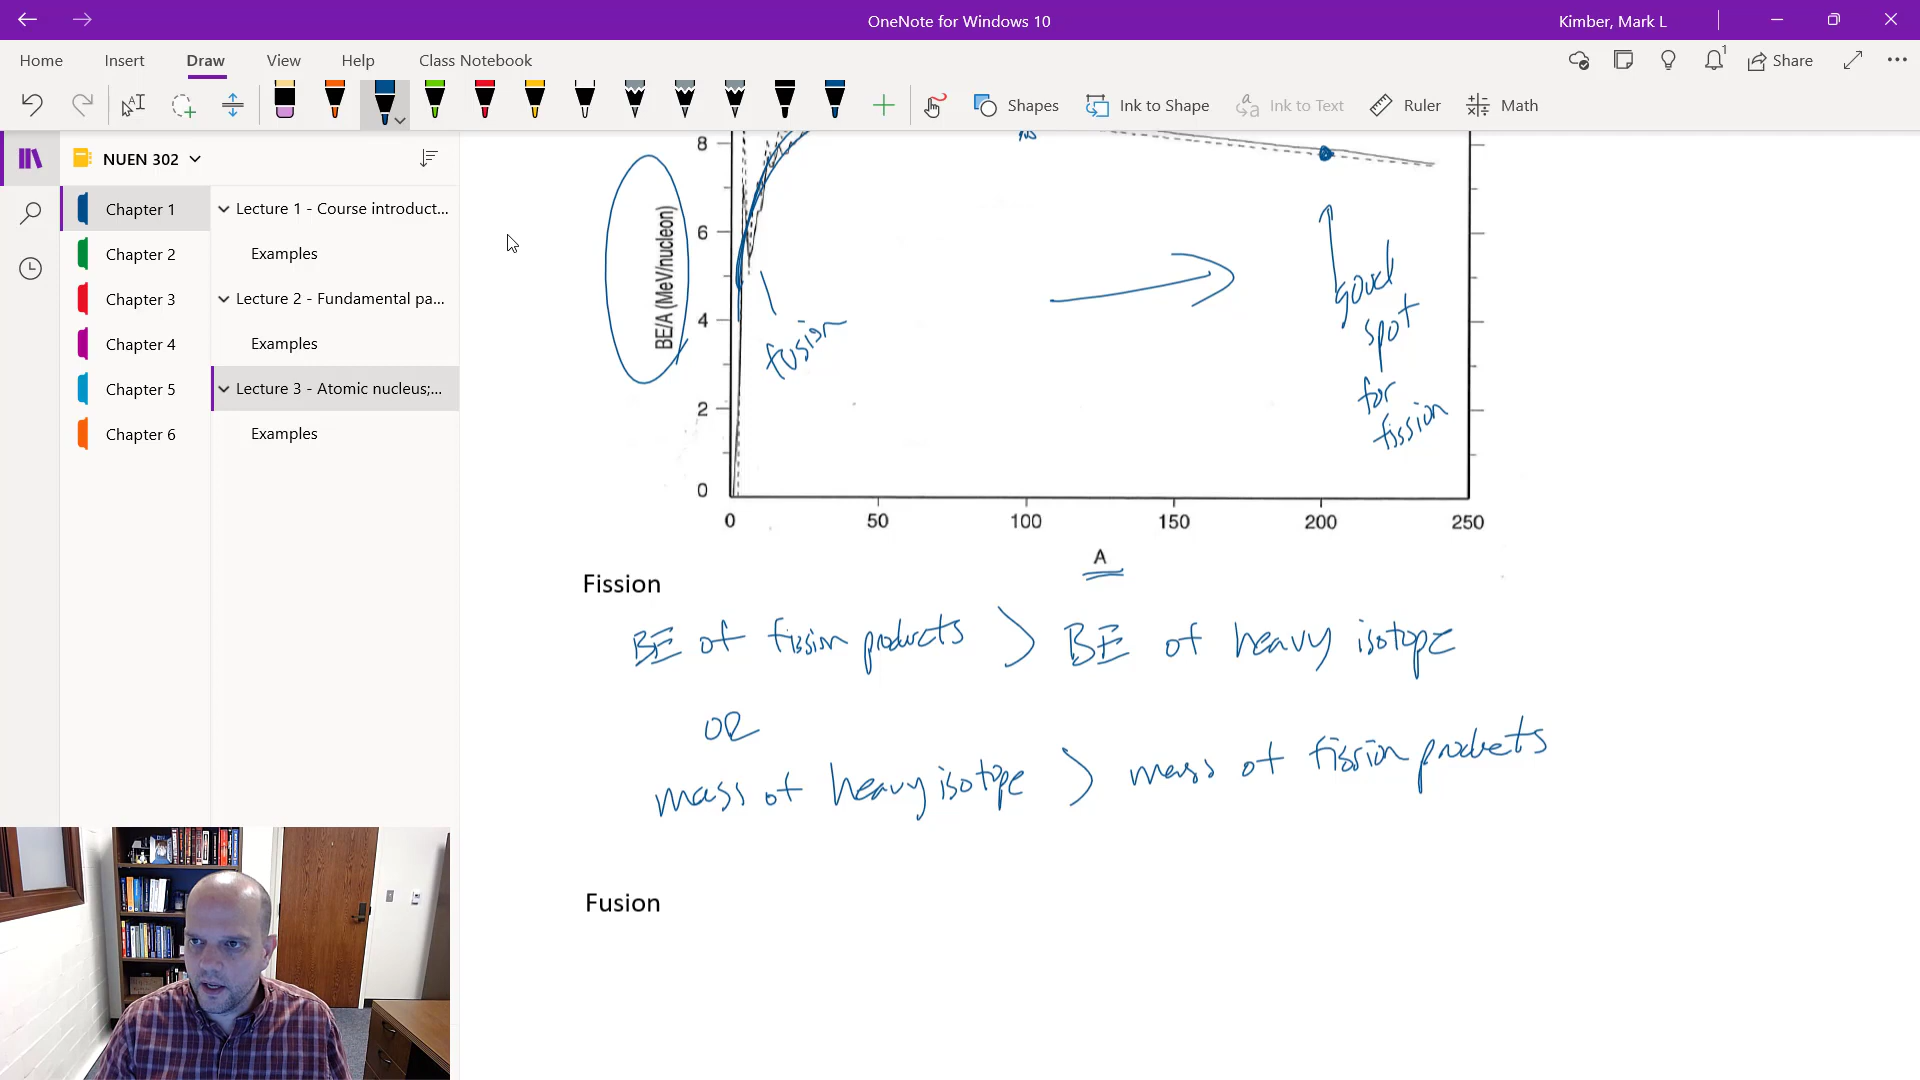 OneNote for Windows 10
Kimber, Mark L
Home Insert Draw View Help Class Notebook
1
Share
Shapes
Ink to Shape
Ink to Text
Ruler
Math
NUEN 302
Chapter 1
Chapter 2
Chapter 3
Chapter 4
Chapter 5
Chapter 6
Lecture 1 - Course introduct...
Examples
Lecture 2 - Fundamental pa...
Examples
Lecture 3 - Atomic nucleus;...
Examples
BE/A (MeV/nucleon)
8
6
4
2
0
0 50 100 150 200 250
A
fusion
good
spot
for
fission
Fission
BE of fission products > BE of heavy isotope
OR
mass of heavy isotope > mass of fission products
Fusion